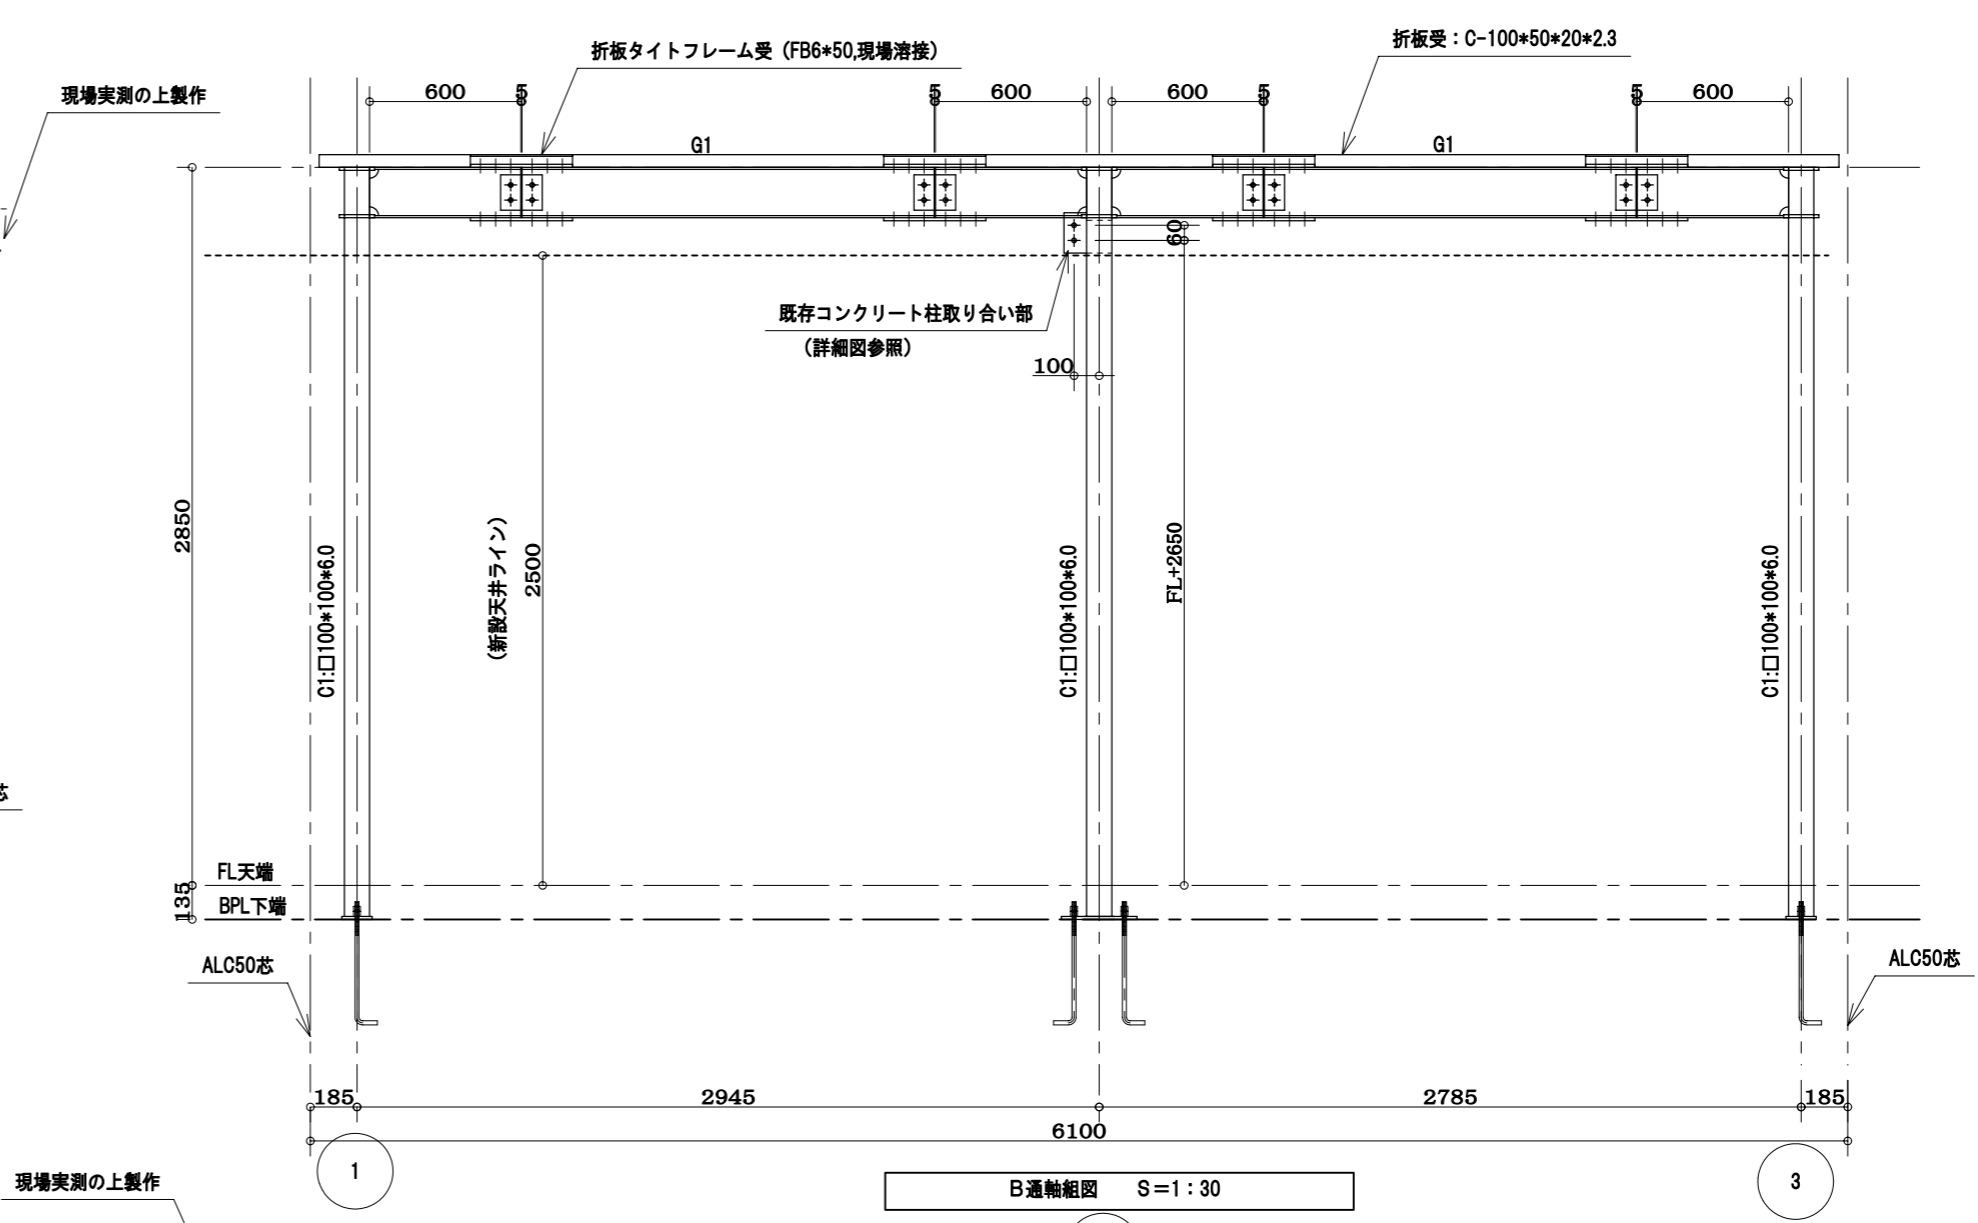 折板タイトフレーム受 (FB6*50,現場溶接)
折板受：C-100*50*20*2.3
現場実測の上製作
600
5
5
600
600
5
5
600
G1
G1
60
既存コンクリート柱取り合い部
（詳細図参照）
100
2850
C1:□100*100*6.0
（新設天井ライン）
2500
C1:□100*100*6.0
FL+2650
C1:□100*100*6.0
芯
FL天端
135
BPL下端
ALC50芯
ALC50芯
185
2945
2785
185
6100
1
3
現場実測の上製作
B通軸組図 S＝1：30